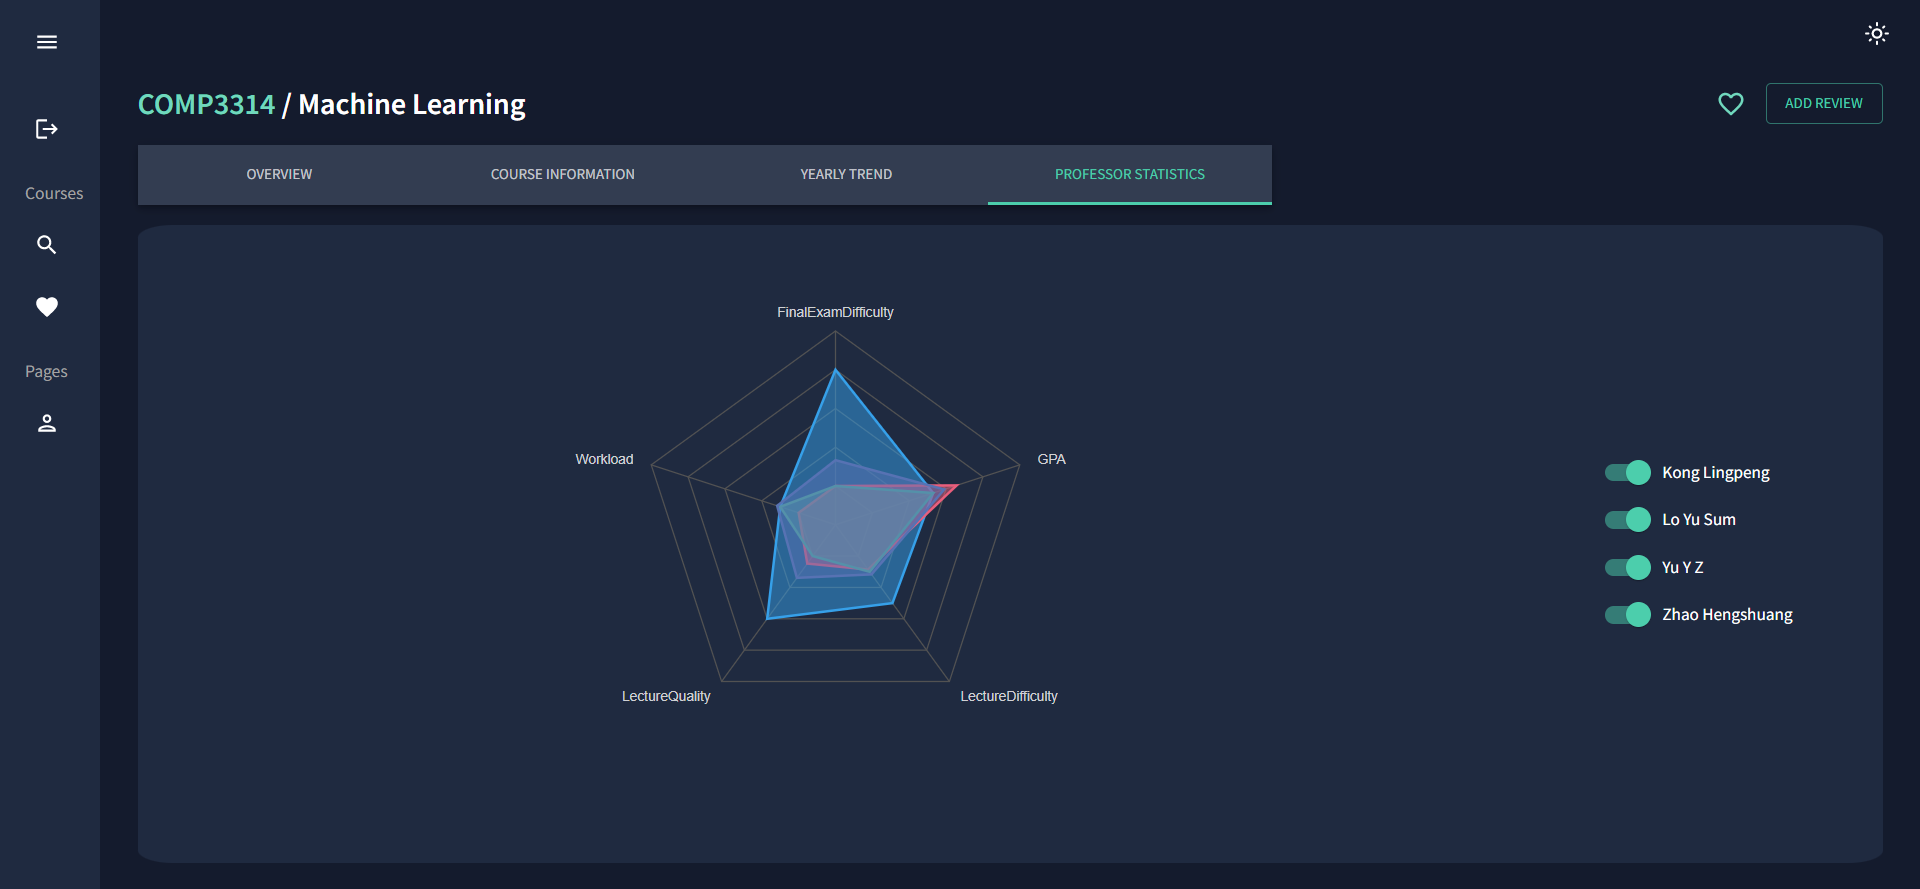 COMP3314 / Machine Learning
ADD REVIEW
OVERVIEW
COURSE INFORMATION
YEARLY TREND
PROFESSOR STATISTICS
Courses
Pages
FinalExamDifficulty
Workload
GPA
LectureQuality
LectureDifficulty
Kong Lingpeng
Lo Yu Sum
Yu Y Z
Zhao Hengshuang